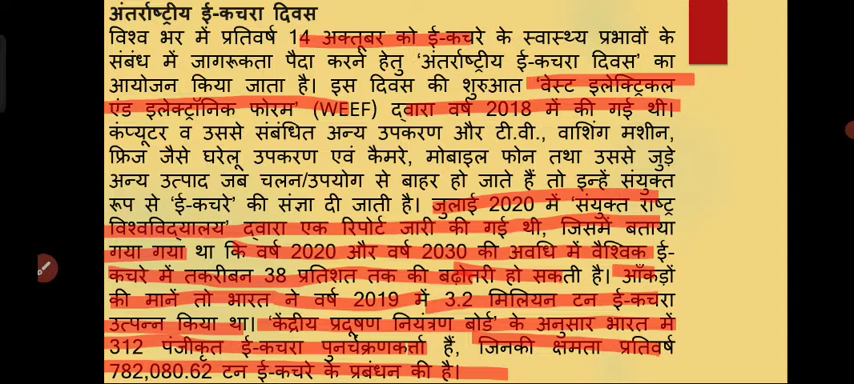 अंतर्राष्ट्रीय ई-कचरा दिवस
विश्व भर में प्रतिवर्ष 14 अक्तूबर को ई-कचरे के स्वास्थ्य प्रभावों के
संबंध में जागरूकता पैदा करने हेतु ‘अंतर्राष्ट्रीय ई-कचरा दिवस’ का
आयोजन किया जाता है। इस दिवस की शुरुआत ‘वेस्ट इलेक्ट्रिकल
एंड इलेक्ट्रॉनिक फोरम’ (WEEF) द्वारा वर्ष 2018 में की गई थी।
कंप्यूटर व उससे संबंधित अन्य उपकरण और टी.वी., वाशिंग मशीन,
फ्रिज जैसे घरेलू उपकरण एवं कैमरे, मोबाइल फोन तथा उससे जुड़े
अन्य उत्पाद जब चलन/उपयोग से बाहर हो जाते हैं तो इन्हें संयुक्त
रूप से ‘ई-कचरे’ की संज्ञा दी जाती है। जुलाई 2020 में ‘संयुक्त राष्ट्र
विश्वविद्यालय’ द्वारा एक रिपोर्ट जारी की गई थी, जिसमें बताया
गया गया था कि वर्ष 2020 और वर्ष 2030 की अवधि में वैश्विक ई-
कचरे में तकरीबन 38 प्रतिशत तक की बढ़ोतरी हो सकती है। आँकड़ों
की मानें तो भारत ने वर्ष 2019 में 3.2 मिलियन टन ई-कचरा
उत्पन्न किया था। ‘केंद्रीय प्रदूषण नियंत्रण बोर्ड’ के अनुसार भारत में
312 पंजीकृत ई-कचरा पुनर्चक्रणकर्त्ता हैं, जिनकी क्षमता प्रतिवर्ष
782,080.62 टन ई-कचरे के प्रबंधन की है।